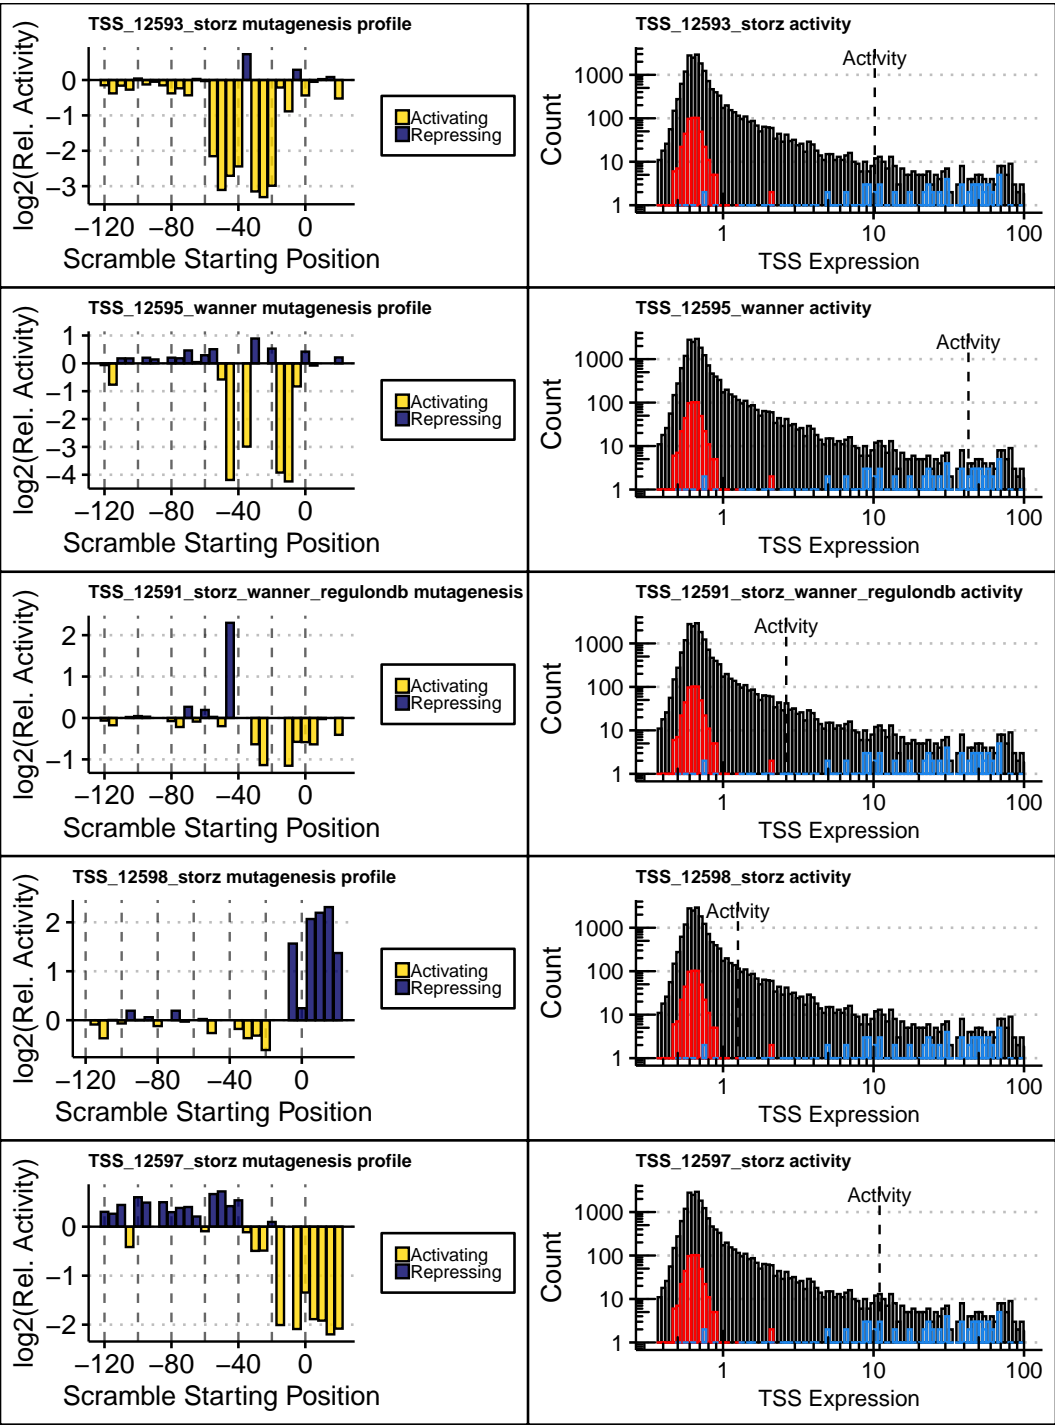 TSS_12593_storz mutagenesis profile
log2(Rel. Activity)
0
−1
−2
−3
−120 −80 −40 0
Scramble Starting Position
Activating
Repressing
TSS_12593_storz activity
Count
1000
100
10
1
Activity
1 10 100
TSS Expression
TSS_12595_wanner mutagenesis profile
log2(Rel. Activity)
1
0
−1
−2
−3
−4
−120 −80 −40 0
Scramble Starting Position
Activating
Repressing
TSS_12595_wanner activity
Count
1000
100
10
1
Activity
1 10 100
TSS Expression
TSS_12591_storz_wanner_regulondb mutagenesis
log2(Rel. Activity)
2
1
0
−1
−120 −80 −40 0
Scramble Starting Position
Activating
Repressing
TSS_12591_storz_wanner_regulondb activity
Count
1000
100
10
1
Activity
1 10 100
TSS Expression
TSS_12598_storz mutagenesis profile
log2(Rel. Activity)
2
1
0
−120 −80 −40 0
Scramble Starting Position
Activating
Repressing
TSS_12598_storz activity
Count
1000
100
10
1
Activity
1 10 100
TSS Expression
TSS_12597_storz mutagenesis profile
log2(Rel. Activity)
0
−1
−2
−120 −80 −40 0
Scramble Starting Position
Activating
Repressing
TSS_12597_storz activity
Count
1000
100
10
1
Activity
1 10 100
TSS Expression